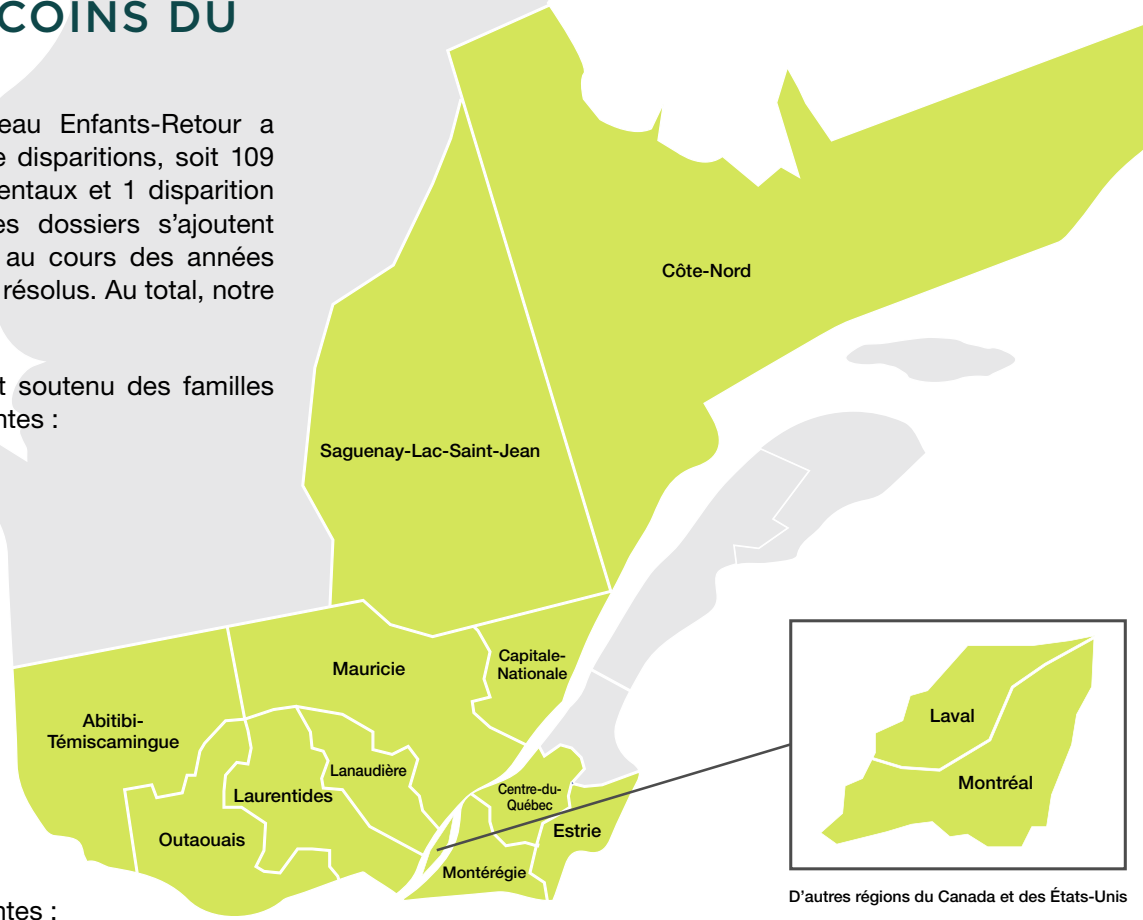 COINS DU
eau Enfants-Retour a
e disparitions, soit 109
entaux et 1 disparition
es dossiers s'ajoutent
au cours des années
résolus. Au total, notre
t soutenu des familles
ntes :
Côte-Nord
Saguenay-Lac-Saint-Jean
Mauricie
Capitale-
Nationale
Abitibi-
Témiscamingue
Lanaudière
Laurentides
Centre-du-
Québec
Outaouais
Estrie
Montérégie
Laval
Montréal
D'autres régions du Canada et des États-Unis
ntes :